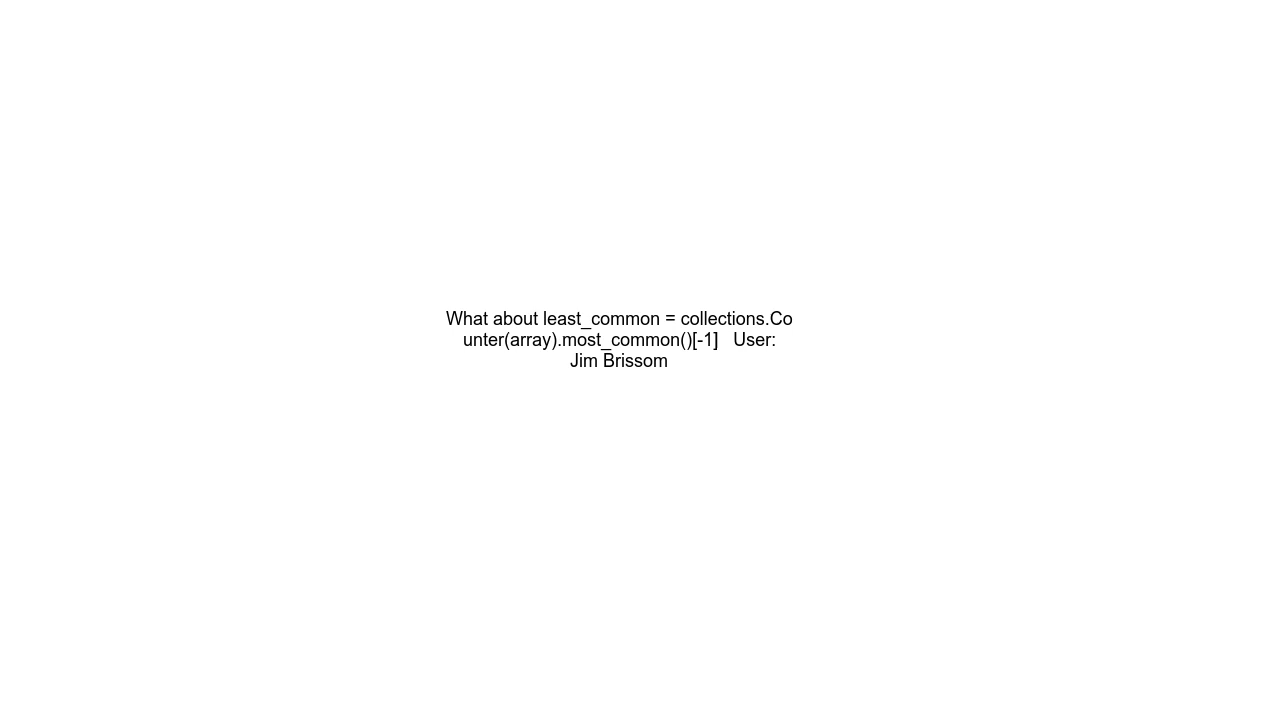 What about least_common = collections.Co
unter(array).most_common()[-1]   User:
Jim Brissom